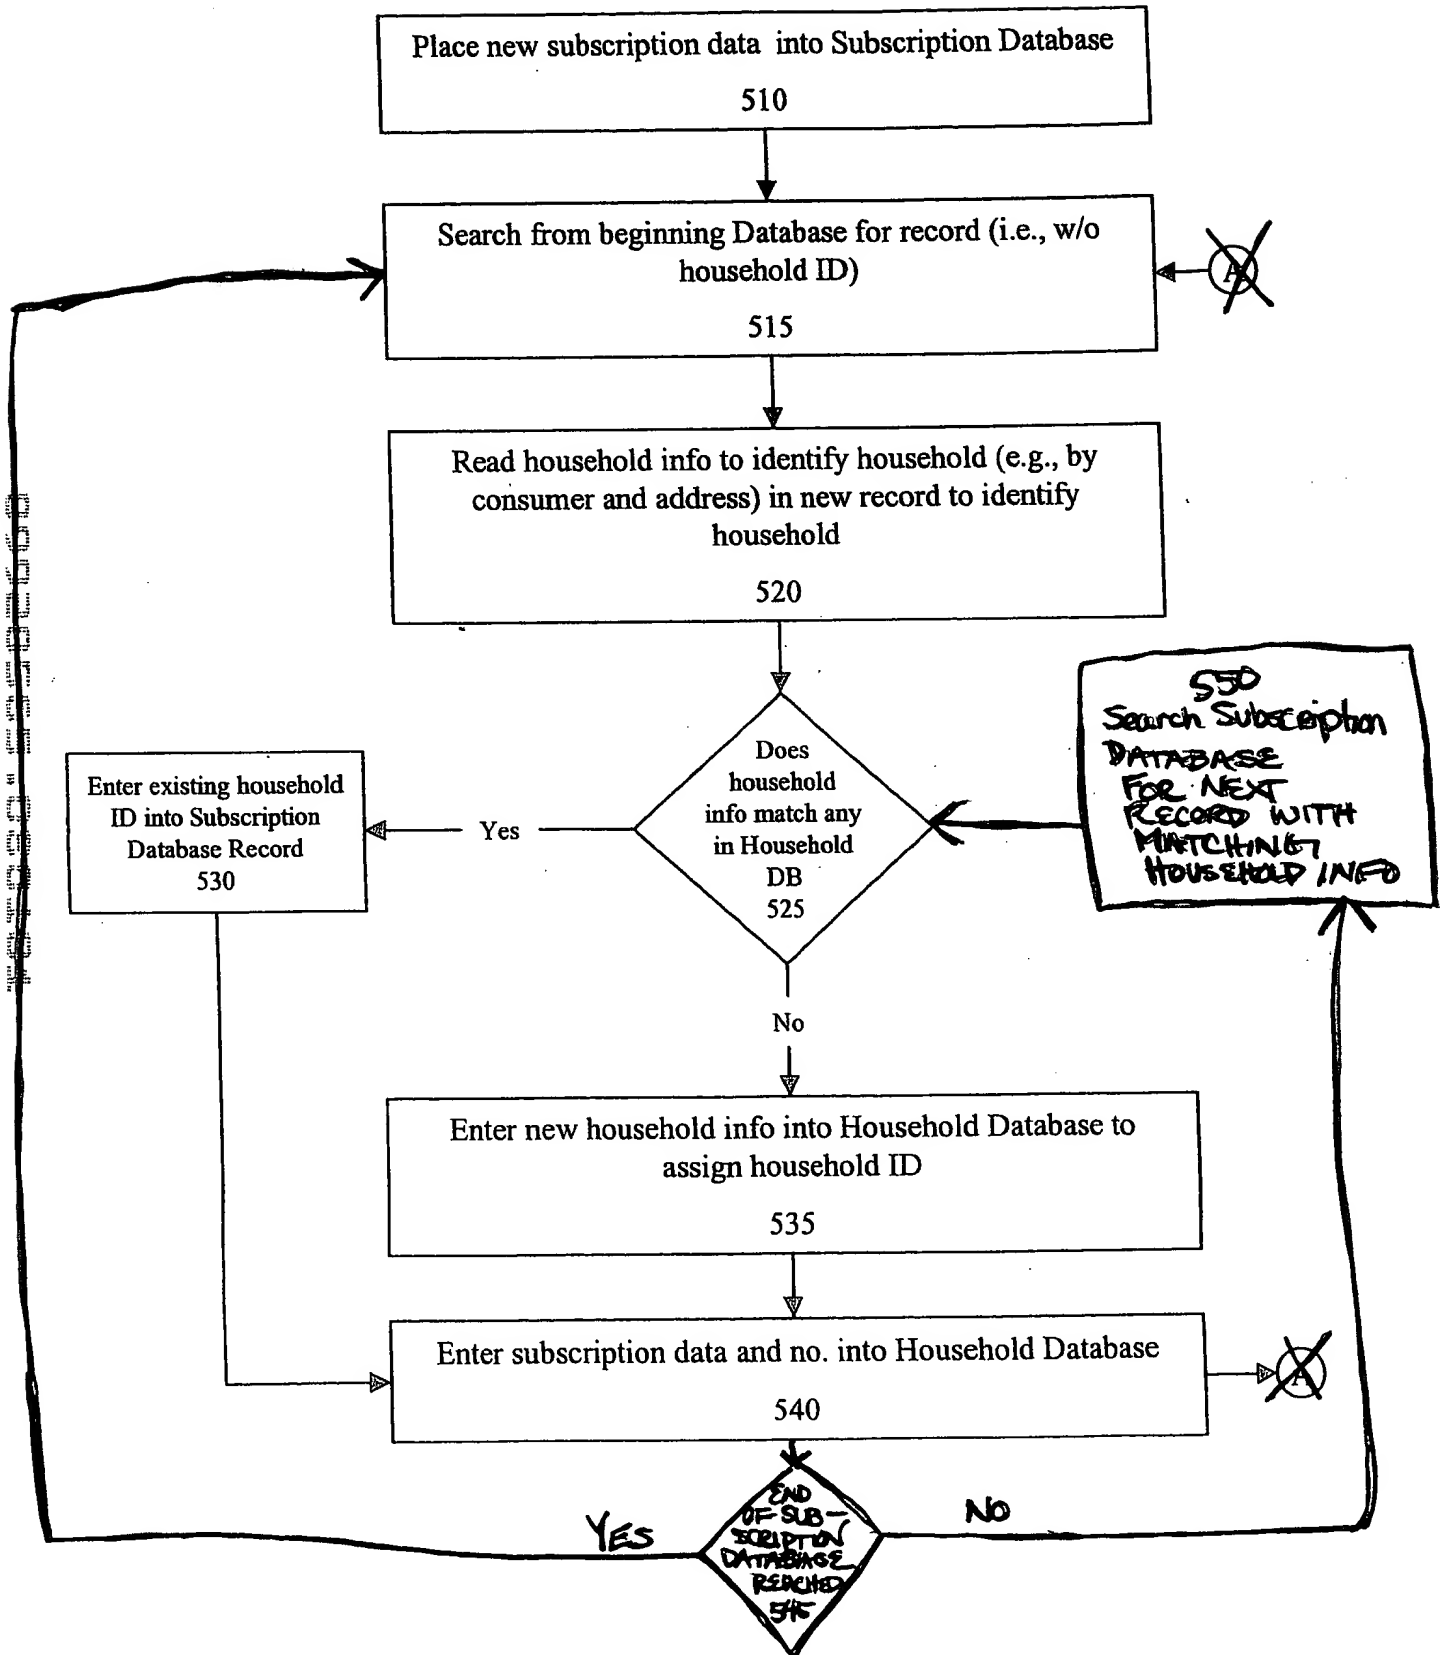 Place new subscription data into Subscription Database
510
Search from beginning Database for record (i.e., w/o
household ID)
515
A
Read household info to identify household (e.g., by
consumer and address) in new record to identify
household
520
550
Search Subscription
DATABASE
FOR NEXT
RECORD WITH
MATCHING
HOUSEHOLD INFO
Does
household
info match any
in Household
DB
525
Yes
Enter existing household
ID into Subscription
Database Record
530
No
Enter new household info into Household Database to
assign household ID
535
Enter subscription data and no. into Household Database
540
A
END
OF SUB-
SCRIPTION
DATABASE
REACHED
545
YES
NO